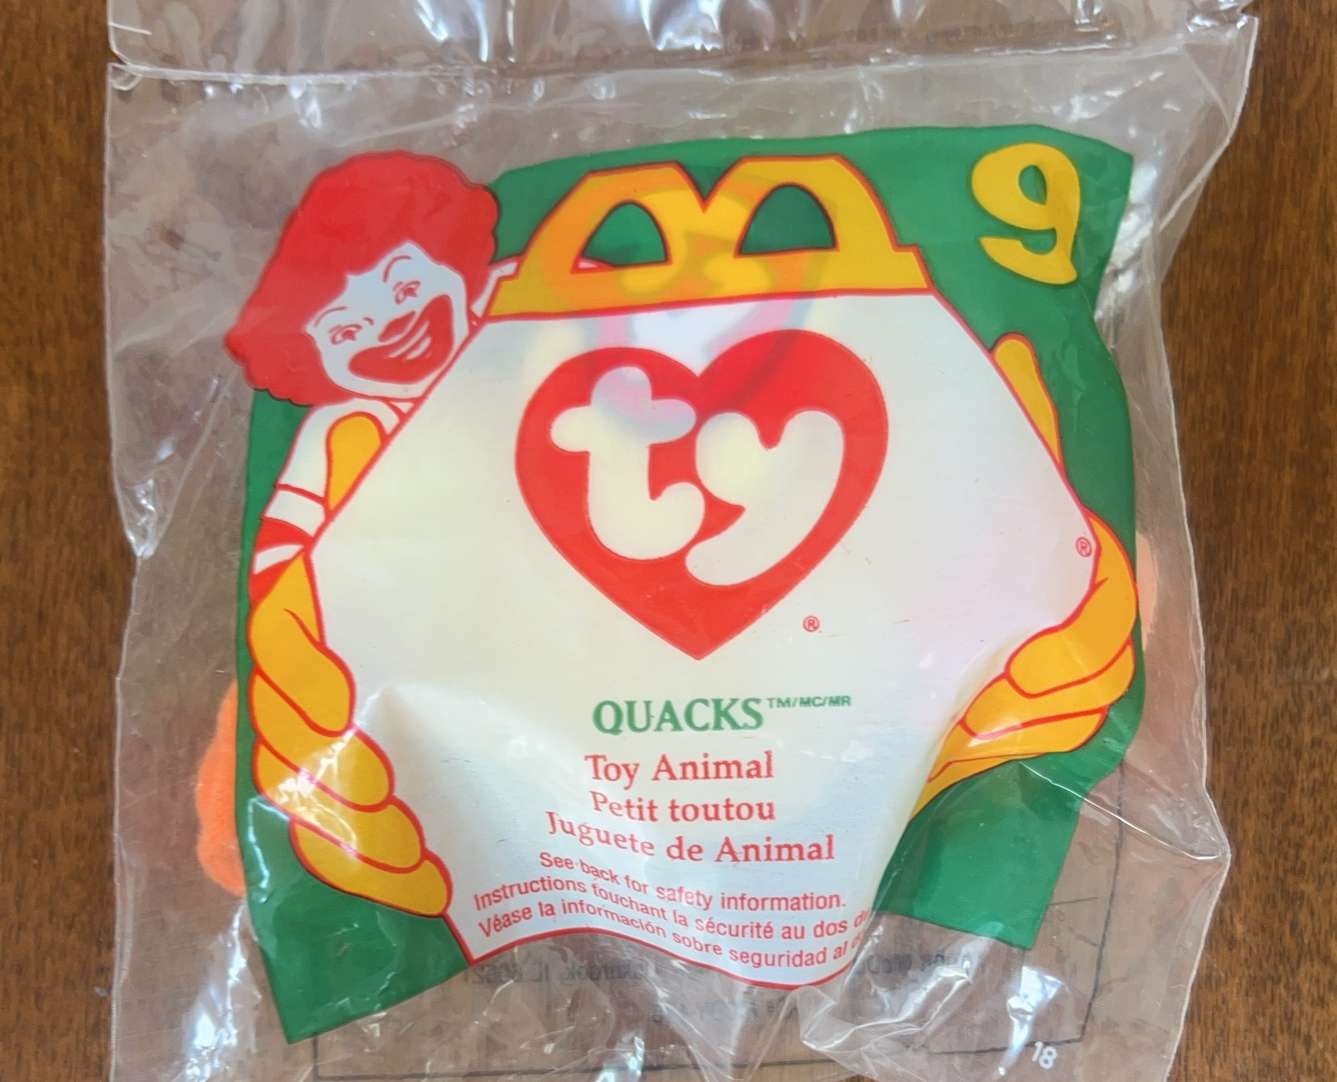 9
ty
®
®
QUACKS™/MC/MR
Toy Animal
Petit toutou
Juguete de Animal
See back for safety information.
Instructions touchant la sécurité au dos
Véase la información sobre seguridad al
18